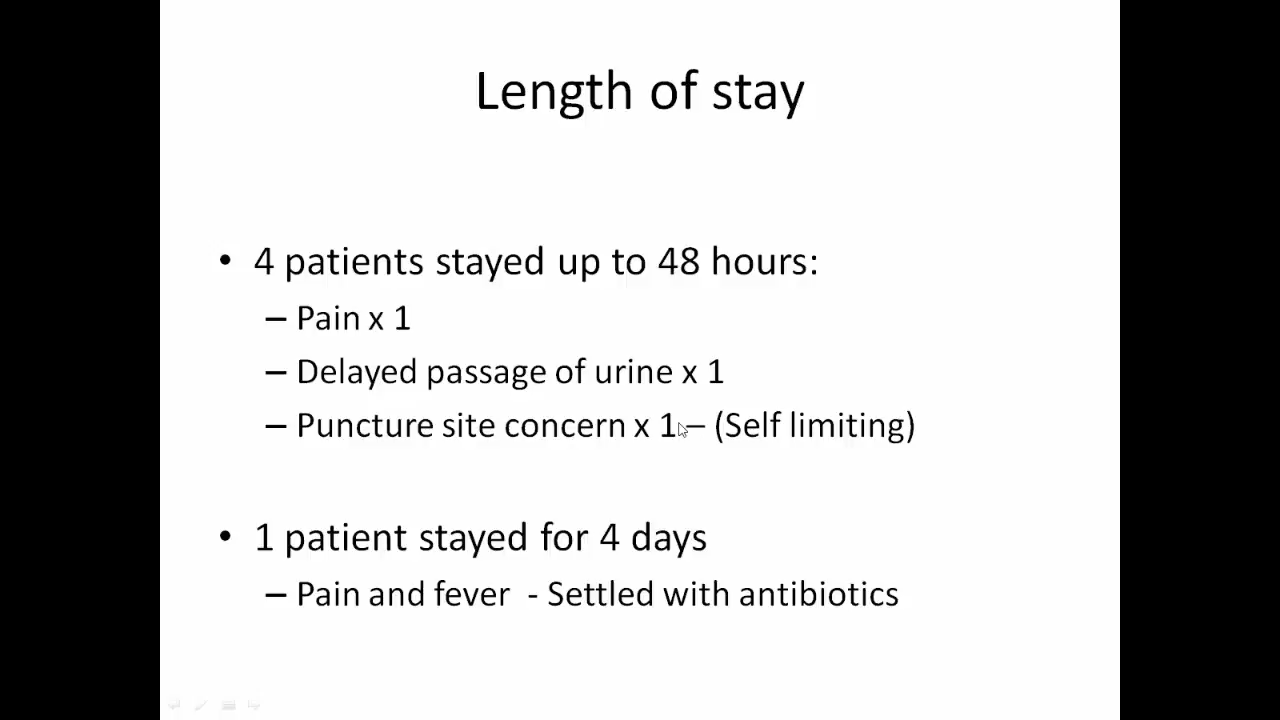 Length of stay
• 4 patients stayed up to 48 hours:
– Pain x 1
– Delayed passage of urine x 1
– Puncture site concern x 1 – (Self limiting)
• 1 patient stayed for 4 days
– Pain and fever  - Settled with antibiotics